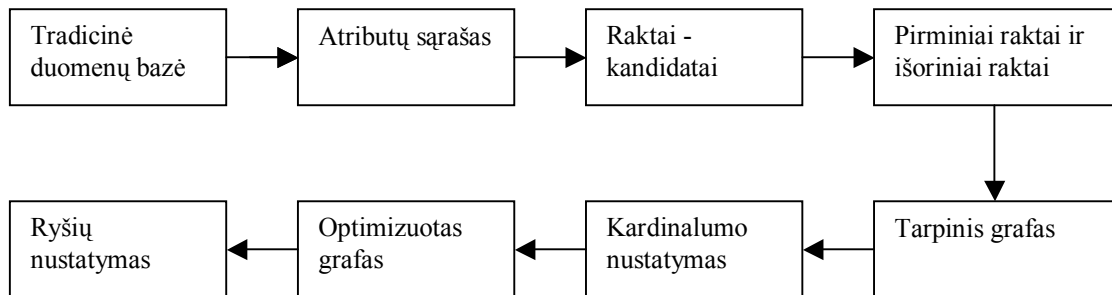 Tradicinė
duomenų bazė
Atributų sąrašas
Raktai -
kandidatai
Pirminiai raktai ir
išoriniai raktai
Tarpinis grafas
Kardinalumo
nustatymas
Optimizuotas
grafas
Ryšių
nustatymas